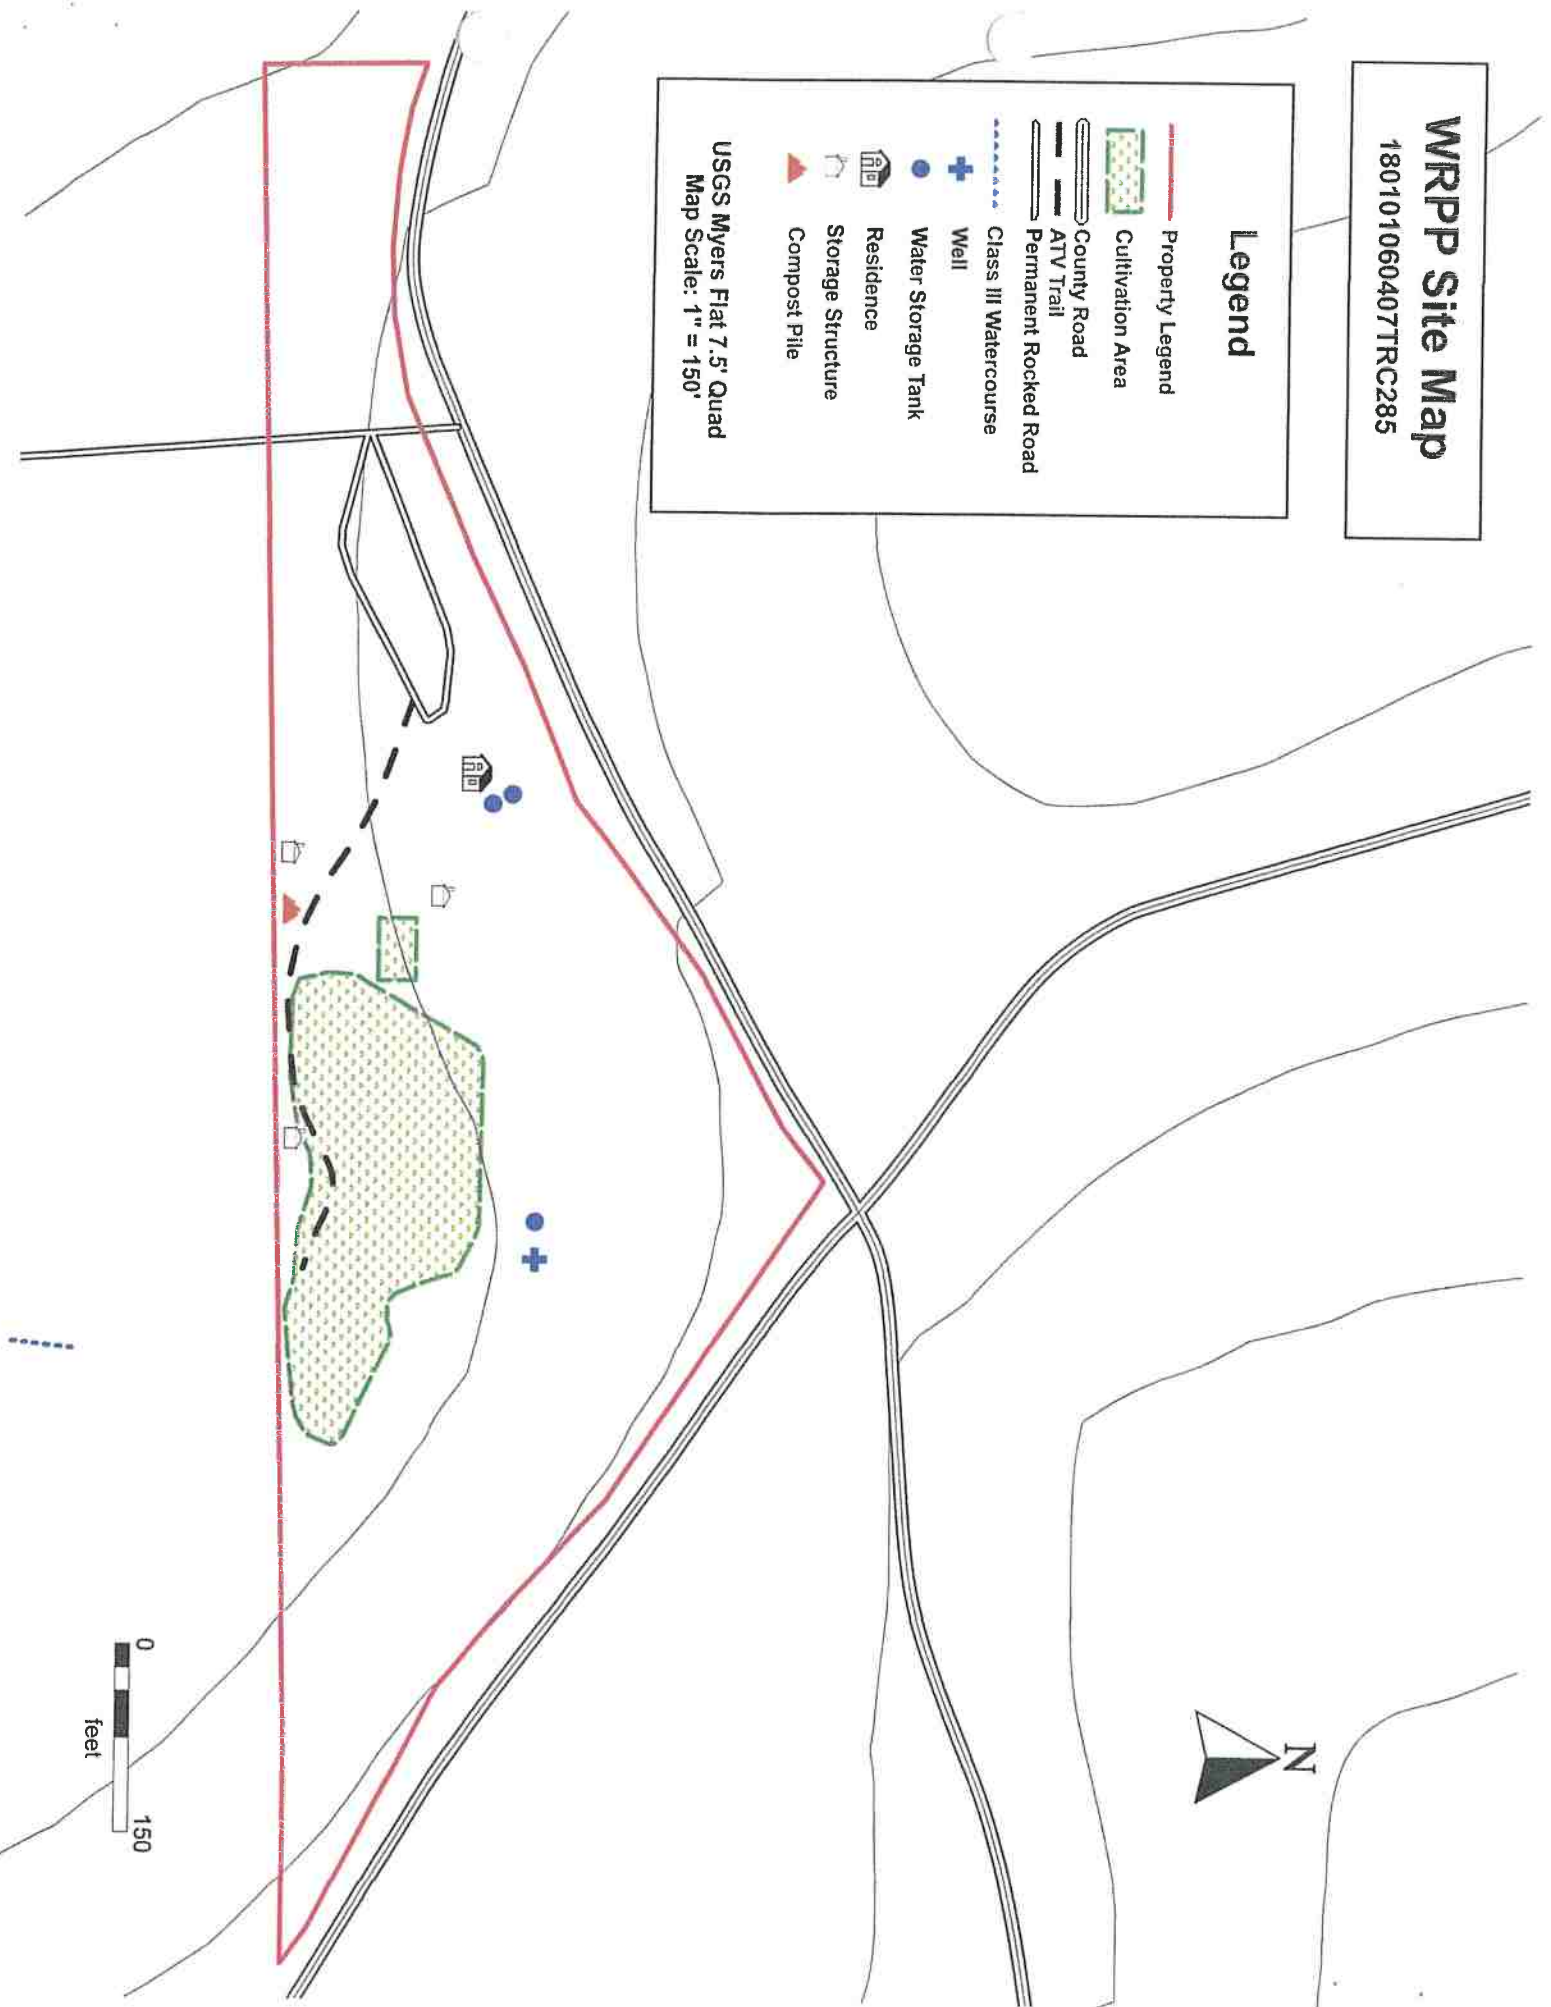 WRPP Site Map
180101060407TRC285
Legend
Property Legend
Cultivation Area
County Road
ATV Trail
Permanent Rocked Road
Class III Watercourse
Well
Water Storage Tank
Residence
Storage Structure
Compost Pile
USGS Myers Flat 7.5' Quad
Map Scale: 1" = 150'
N
0 150
feet